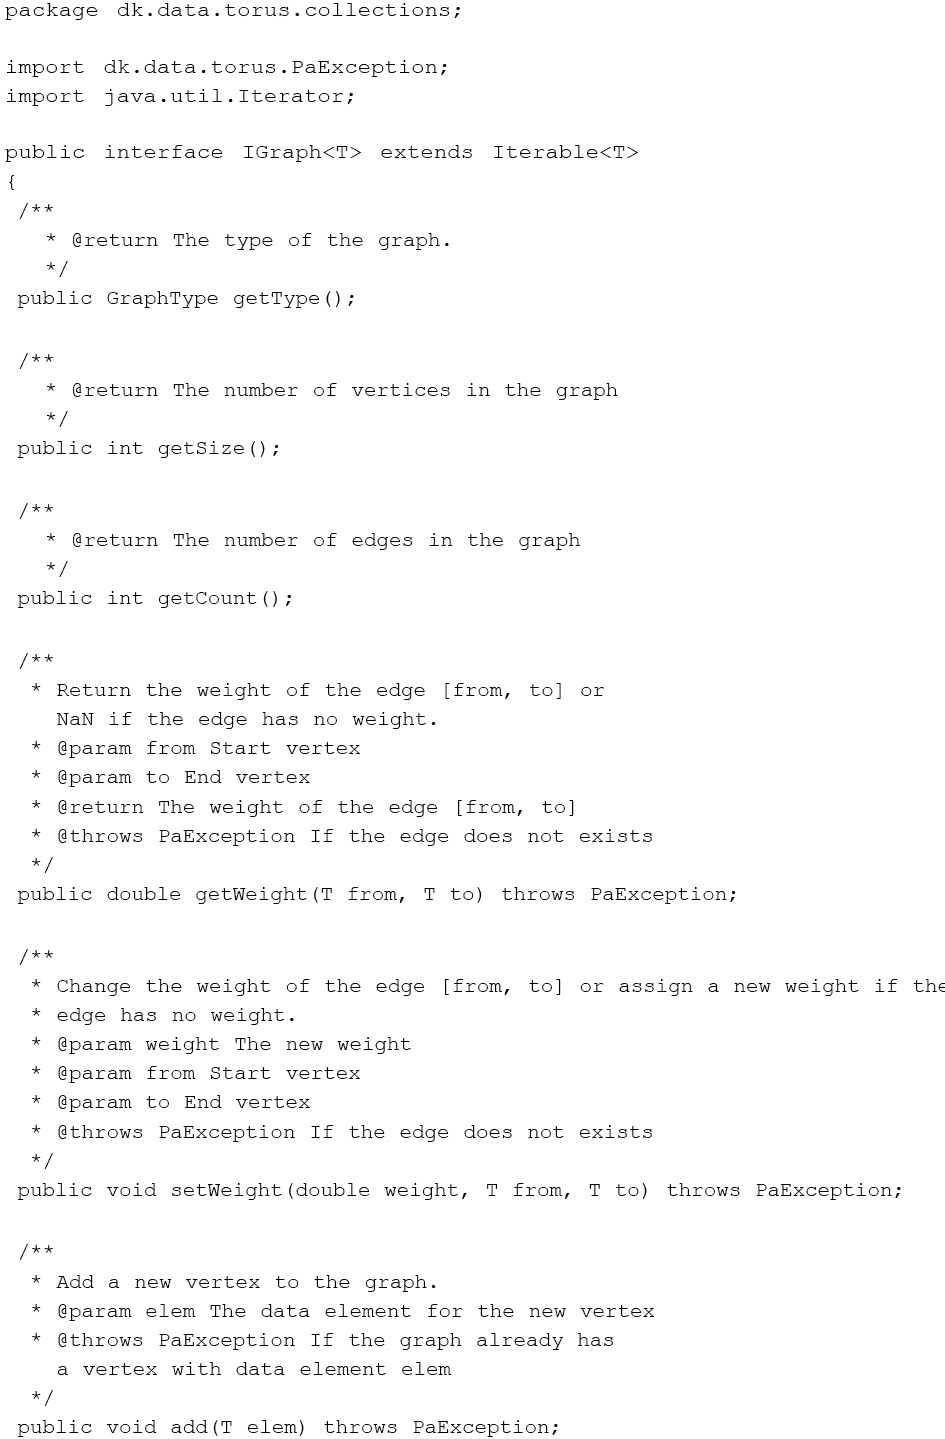 package dk.data.torus.collections;
import dk.data.torus.PaException;
import java.util.Iterator;
public interface IGraph<T> extends Iterable<T>
{
/**
* @return The type of the graph.
*/
public GraphType getType();
/**
* @return The number of vertices in the graph
*/
public int getSize();
/**
* @return The number of edges in the graph
*/
public int getCount();
/**
* Return the weight of the edge [from, to] or
NaN if the edge has no weight.
* @param from Start vertex
* @param to End vertex
* @return The weight of the edge [from, to]
* @throws PaException If the edge does not exists
*/
public double getWeight(T from, T to) throws PaException;
/**
* Change the weight of the edge [from, to] or assign a new weight if the
* edge has no weight.
* @param weight The new weight
* @param from Start vertex
* @param to End vertex
* @throws PaException If the edge does not exists
*/
public void setWeight(double weight, T from, T to) throws PaException;
/**
* Add a new vertex to the graph.
* @param elem The data element for the new vertex
* @throws PaException If the graph already has
a vertex with data element elem
*/
public void add(T elem) throws PaException;